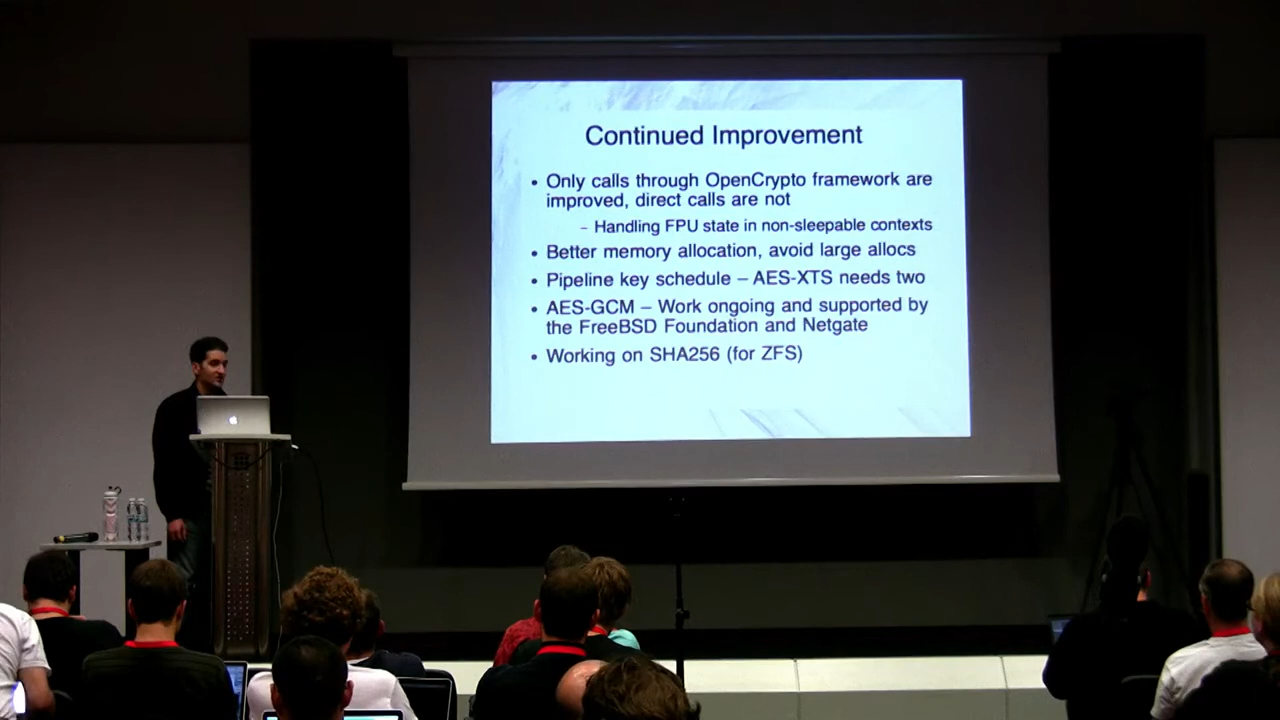 Continued Improvement
• Only calls through OpenCrypto framework are
improved, direct calls are not
– Handling FPU state in non-sleepable contexts
• Better memory allocation, avoid large allocs
• Pipeline key schedule – AES-XTS needs two
• AES-GCM – Work ongoing and supported by
the FreeBSD Foundation and Netgate
• Working on SHA256 (for ZFS)